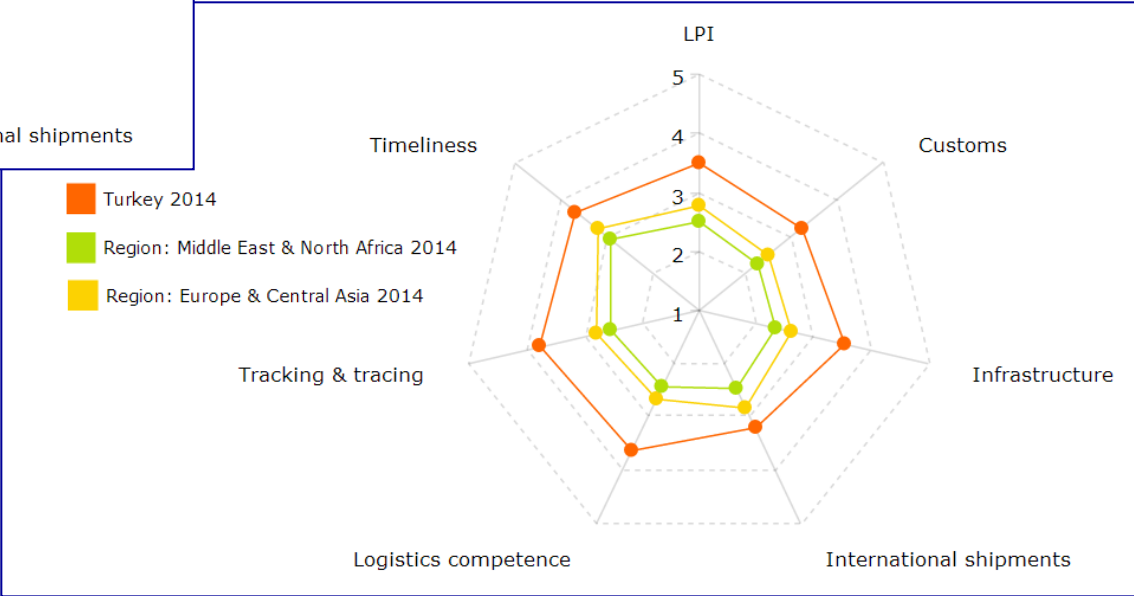 LPI
5
4
3
2
1
Timeliness
Customs
nal shipments
Turkey 2014
Region: Middle East & North Africa 2014
Region: Europe & Central Asia 2014
Tracking & tracing
Infrastructure
Logistics competence
International shipments